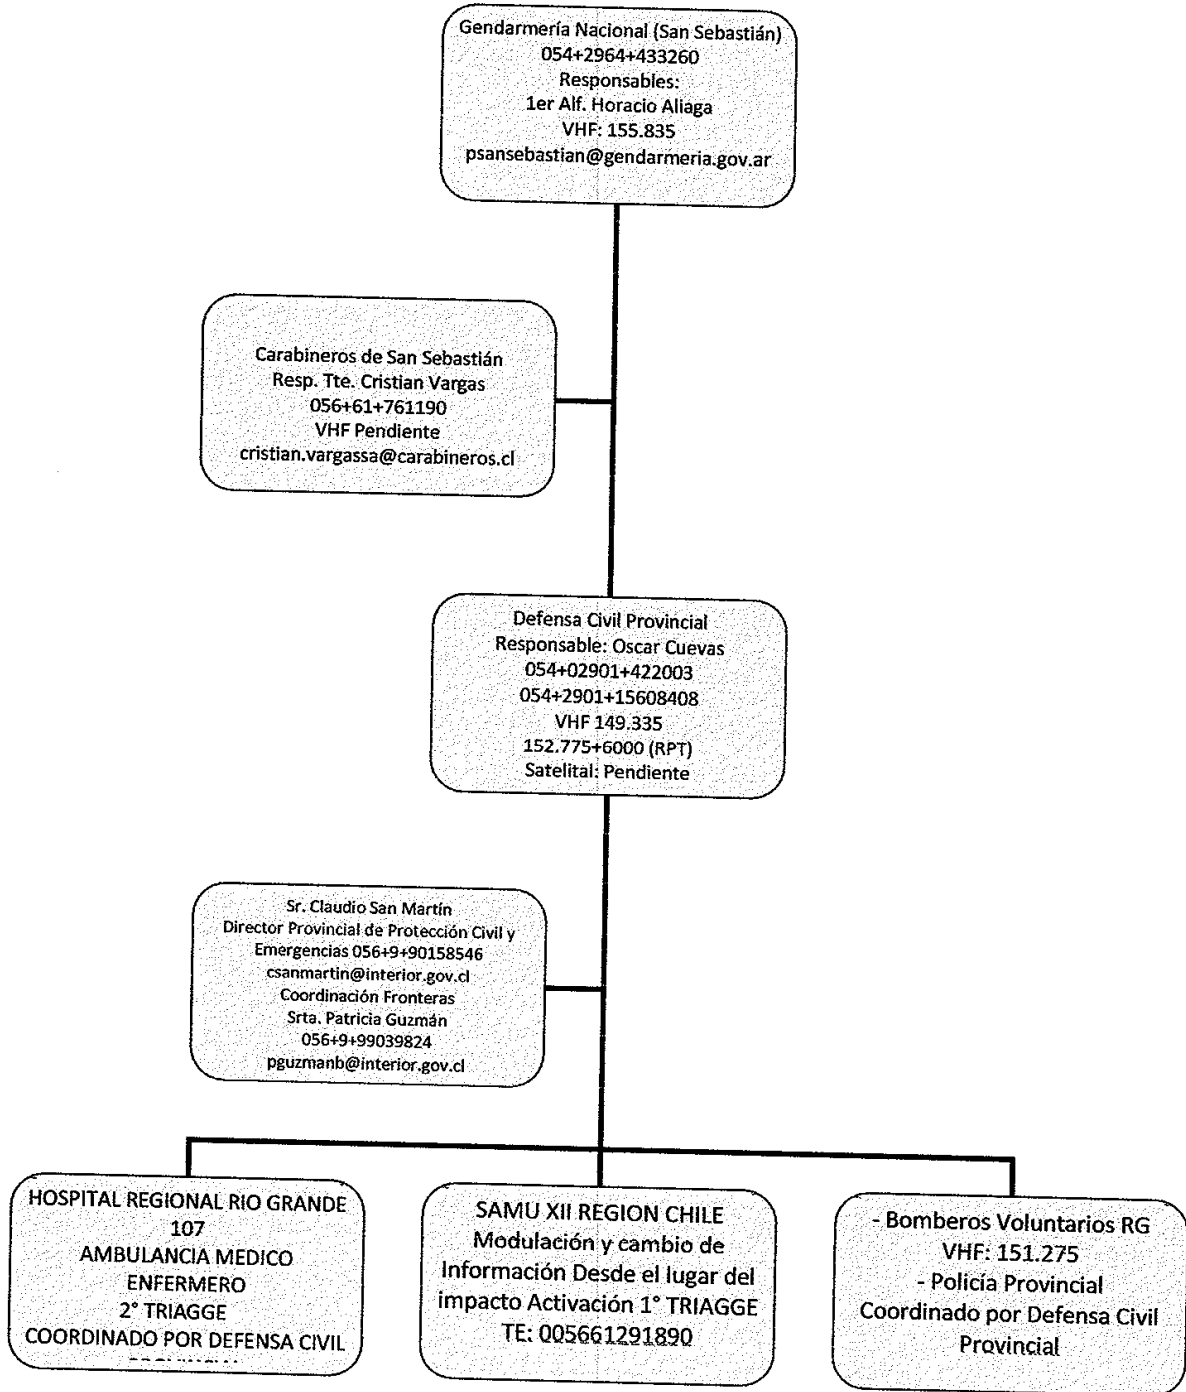 Gendarmería Nacional (San Sebastián)
054+2964+433260
Responsables:
1er Alf. Horacio Aliaga
VHF: 155.835
psansebastian@gendarmeria.gov.ar
Carabineros de San Sebastián
Resp. Tte. Cristian Vargas
056+61+761190
VHF Pendiente
cristian.vargassa@carabineros.cl
Defensa Civil Provincial
Responsable: Oscar Cuevas
054+02901+422003
054+2901+15608408
VHF 149.335
152.775+6000 (RPT)
Satelital: Pendiente
Sr. Claudio San Martín
Director Provincial de Protección Civil y
Emergencias 056+9+90158546
csanmartin@interior.gov.cl
Coordinación Fronteras
Srta. Patricia Guzmán
056+9+99039824
pguzmanb@interior.gov.cl
HOSPITAL REGIONAL RIO GRANDE
107
AMBULANCIA MEDICO
ENFERMERO
2° TRIAGGE
COORDINADO POR DEFENSA CIVIL
SAMU XII REGION CHILE
Modulación y cambio de
Información Desde el lugar del
impacto Activación 1° TRIAGGE
TE: 005661291890
- Bomberos Voluntarios RG
VHF: 151.275
- Policía Provincial
Coordinado por Defensa Civil
Provincial